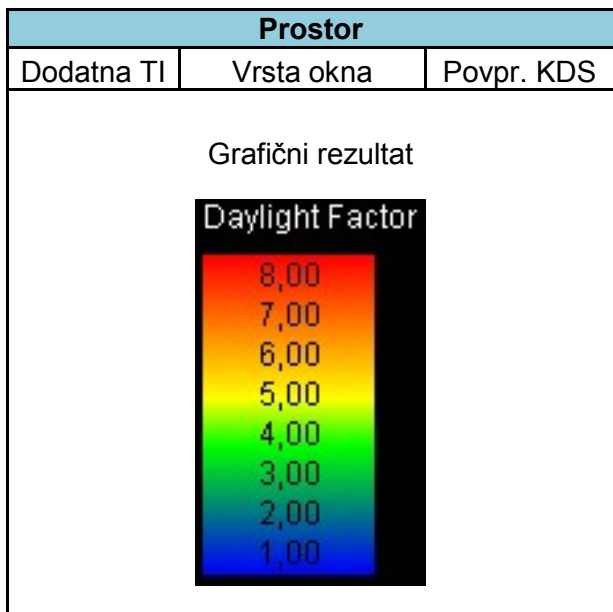 Prostor
Dodatna TI Vrsta okna Povpr. KDS
Grafični rezultat
Daylight Factor
8,00
7,00
6,00
5,00
4,00
3,00
2,00
1,00